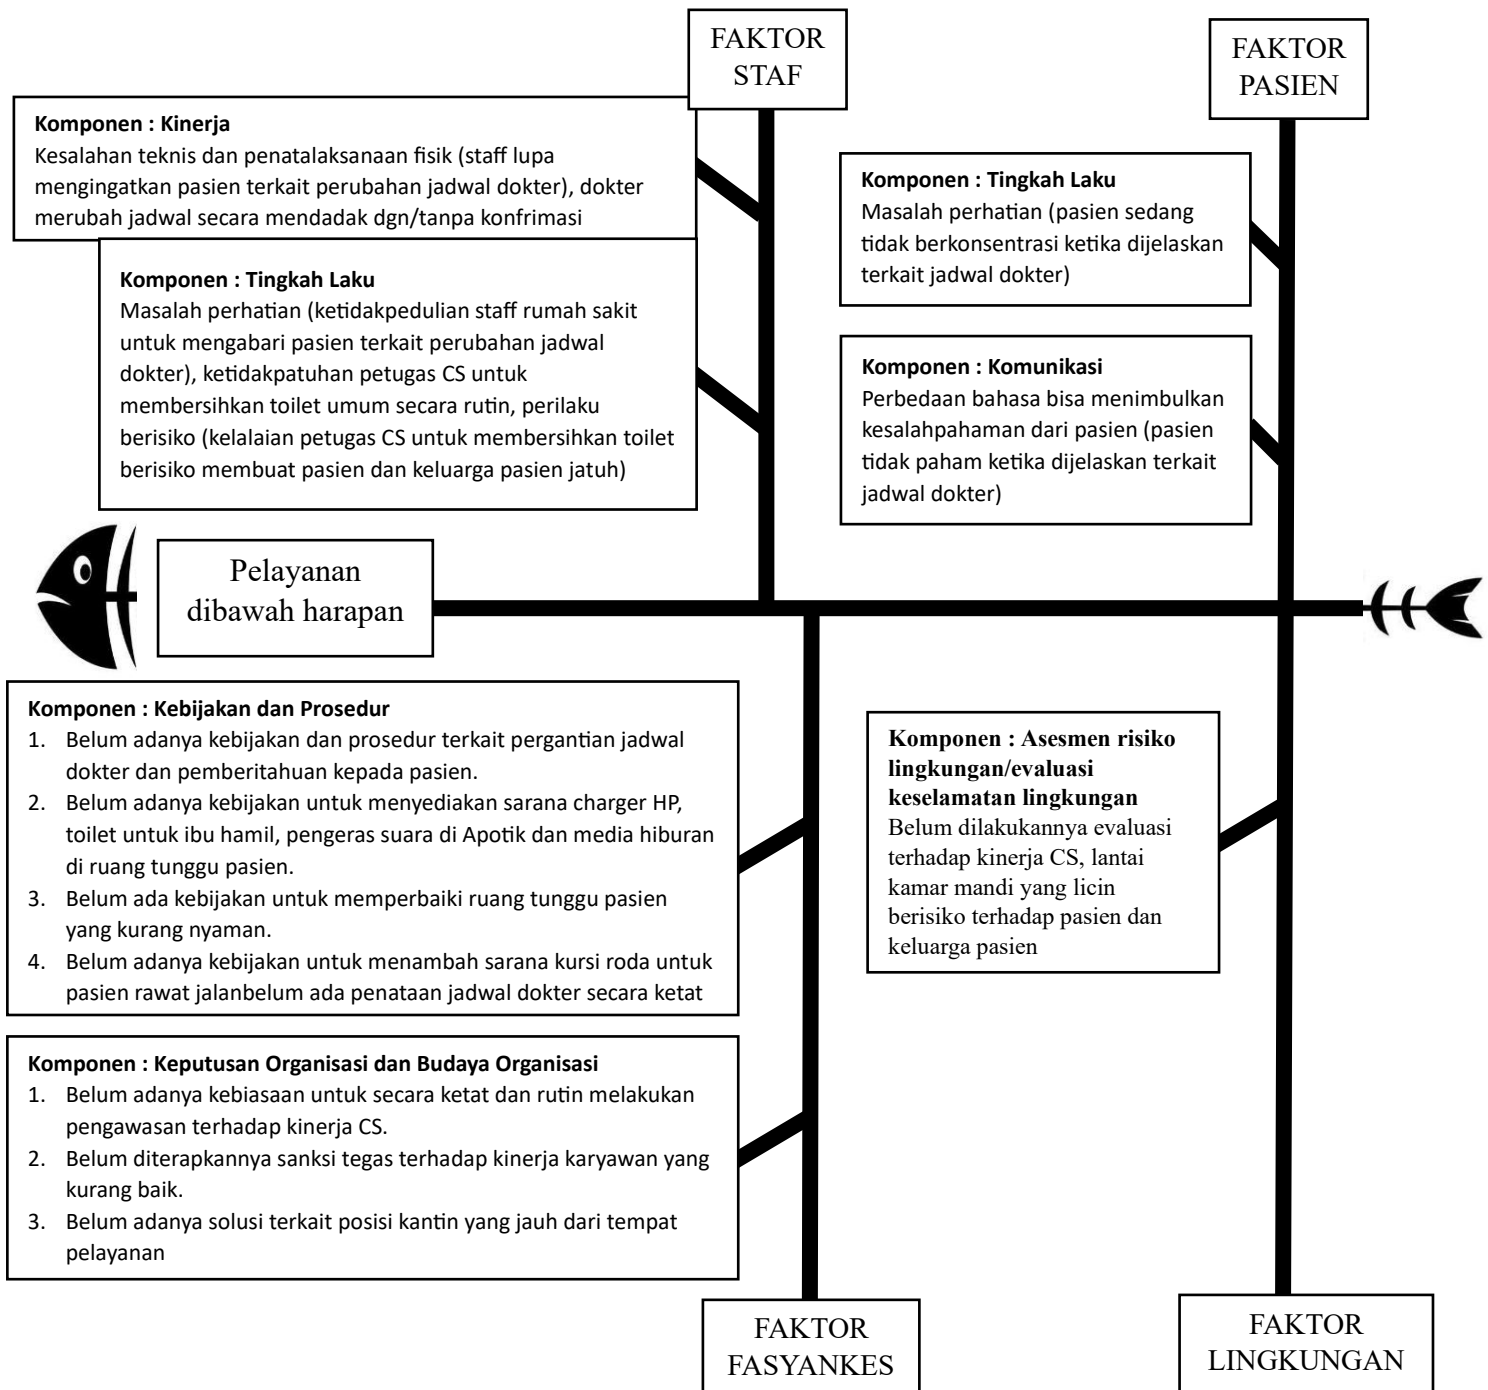 FAKTOR
STAF
FAKTOR
PASIEN
Komponen : Kinerja
Kesalahan teknis dan penatalaksanaan fisik (staff lupa
mengingatkan pasien terkait perubahan jadwal dokter), dokter
merubah jadwal secara mendadak dgn/tanpa konfrimasi
Komponen : Tingkah Laku
Masalah perhatian (ketidakpedulian staff rumah sakit
untuk mengabari pasien terkait perubahan jadwal
dokter), ketidakpatuhan petugas CS untuk
membersihkan toilet umum secara rutin, perilaku
berisiko (kelalaian petugas CS untuk membersihkan toilet
berisiko membuat pasien dan keluarga pasien jatuh)
Komponen : Tingkah Laku
Masalah perhatian (pasien sedang
tidak berkonsentrasi ketika dijelaskan
terkait jadwal dokter)
Komponen : Komunikasi
Perbedaan bahasa bisa menimbulkan
kesalahpahaman dari pasien (pasien
tidak paham ketika dijelaskan terkait
jadwal dokter)
Pelayanan
dibawah harapan
Komponen : Kebijakan dan Prosedur
1. Belum adanya kebijakan dan prosedur terkait pergantian jadwal
dokter dan pemberitahuan kepada pasien.
2. Belum adanya kebijakan untuk menyediakan sarana charger HP,
toilet untuk ibu hamil, pengeras suara di Apotik dan media hiburan
di ruang tunggu pasien.
3. Belum ada kebijakan untuk memperbaiki ruang tunggu pasien
yang kurang nyaman.
4. Belum adanya kebijakan untuk menambah sarana kursi roda untuk
pasien rawat jalanbelum ada penataan jadwal dokter secara ketat
Komponen : Asesmen risiko
lingkungan/evaluasi
keselamatan lingkungan
Belum dilakukannya evaluasi
terhadap kinerja CS, lantai
kamar mandi yang licin
berisiko terhadap pasien dan
keluarga pasien
Komponen : Keputusan Organisasi dan Budaya Organisasi
1. Belum adanya kebiasaan untuk secara ketat dan rutin melakukan
pengawasan terhadap kinerja CS.
2. Belum diterapkannya sanksi tegas terhadap kinerja karyawan yang
kurang baik.
3. Belum adanya solusi terkait posisi kantin yang jauh dari tempat
pelayanan
FAKTOR
FASYANKES
FAKTOR
LINGKUNGAN